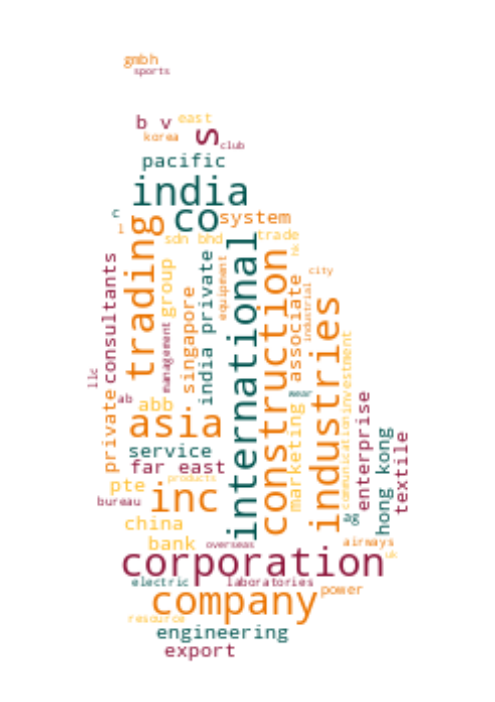 gmbh
sports
b v
east
s
korea
club
pacific
india
c
co
system
l
trading
sdn bhd
trade
international
hk
construction
consultants
group
india private
equipment
city
associate
industrial
singapore
industries
management
llc
private
ab
abb
wear
investment
asia
marketing
communication
enterprise
service
hong kong
textile
far east
products
pte
inc
bureau
ag
china
bank
overseas
airways
corporation
uk
electric
laboratories
company
power
resource
engineering
export